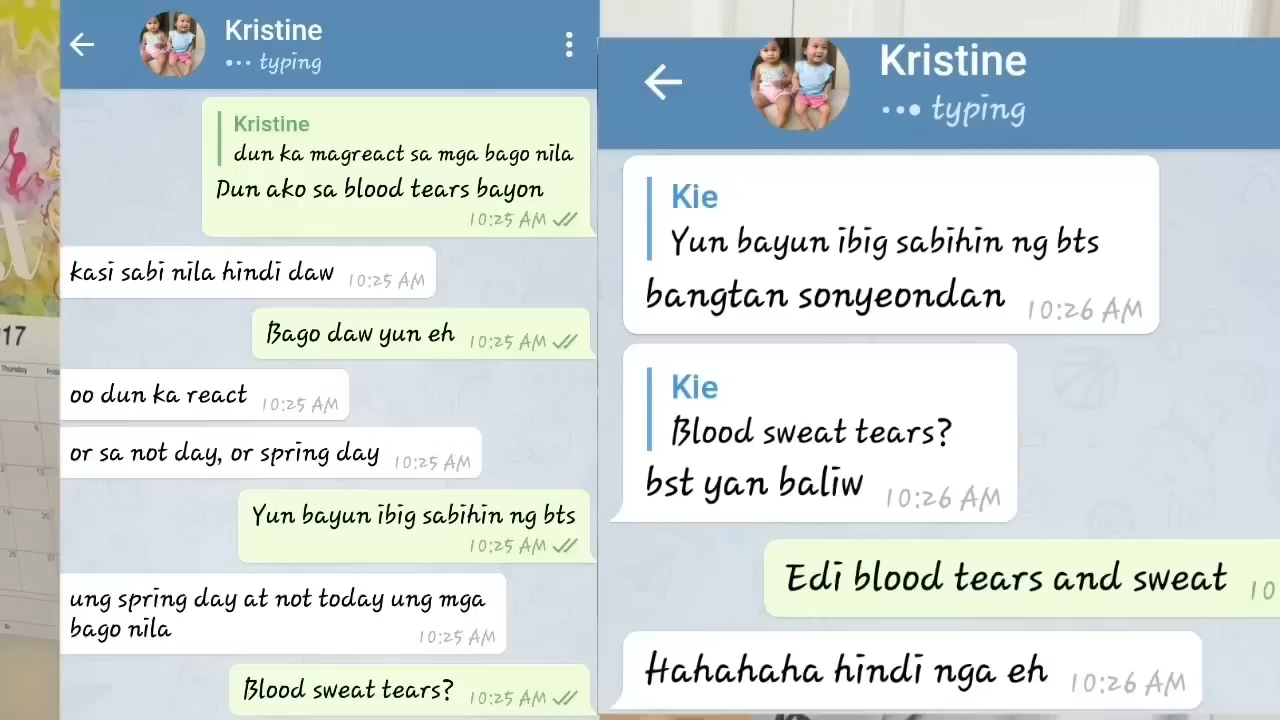 Kristine
••• typing
Kristine
dun ka magreact sa mga bago nila
Dun ako sa blood tears bayon
10:25 AM
kasi sabi nila hindi daw 10:25 AM
Bago daw yun eh 10:25 AM
oo dun ka react 10:25 AM
or sa not day, or spring day 10:25 AM
Yun bayun ibig sabihin ng bts
10:25 AM
ung spring day at not today ung mga
bago nila 10:25 AM
Blood sweat tears? 10:25 AM
17
Thursday
Kristine
••• typing
Kie
Yun bayun ibig sabihin ng bts
bangtan sonyeondan 10:26 AM
Kie
Blood sweat tears?
bst yan baliw 10:26 AM
Edi blood tears and sweat 10
Hahahaha hindi nga eh 10:26 AM